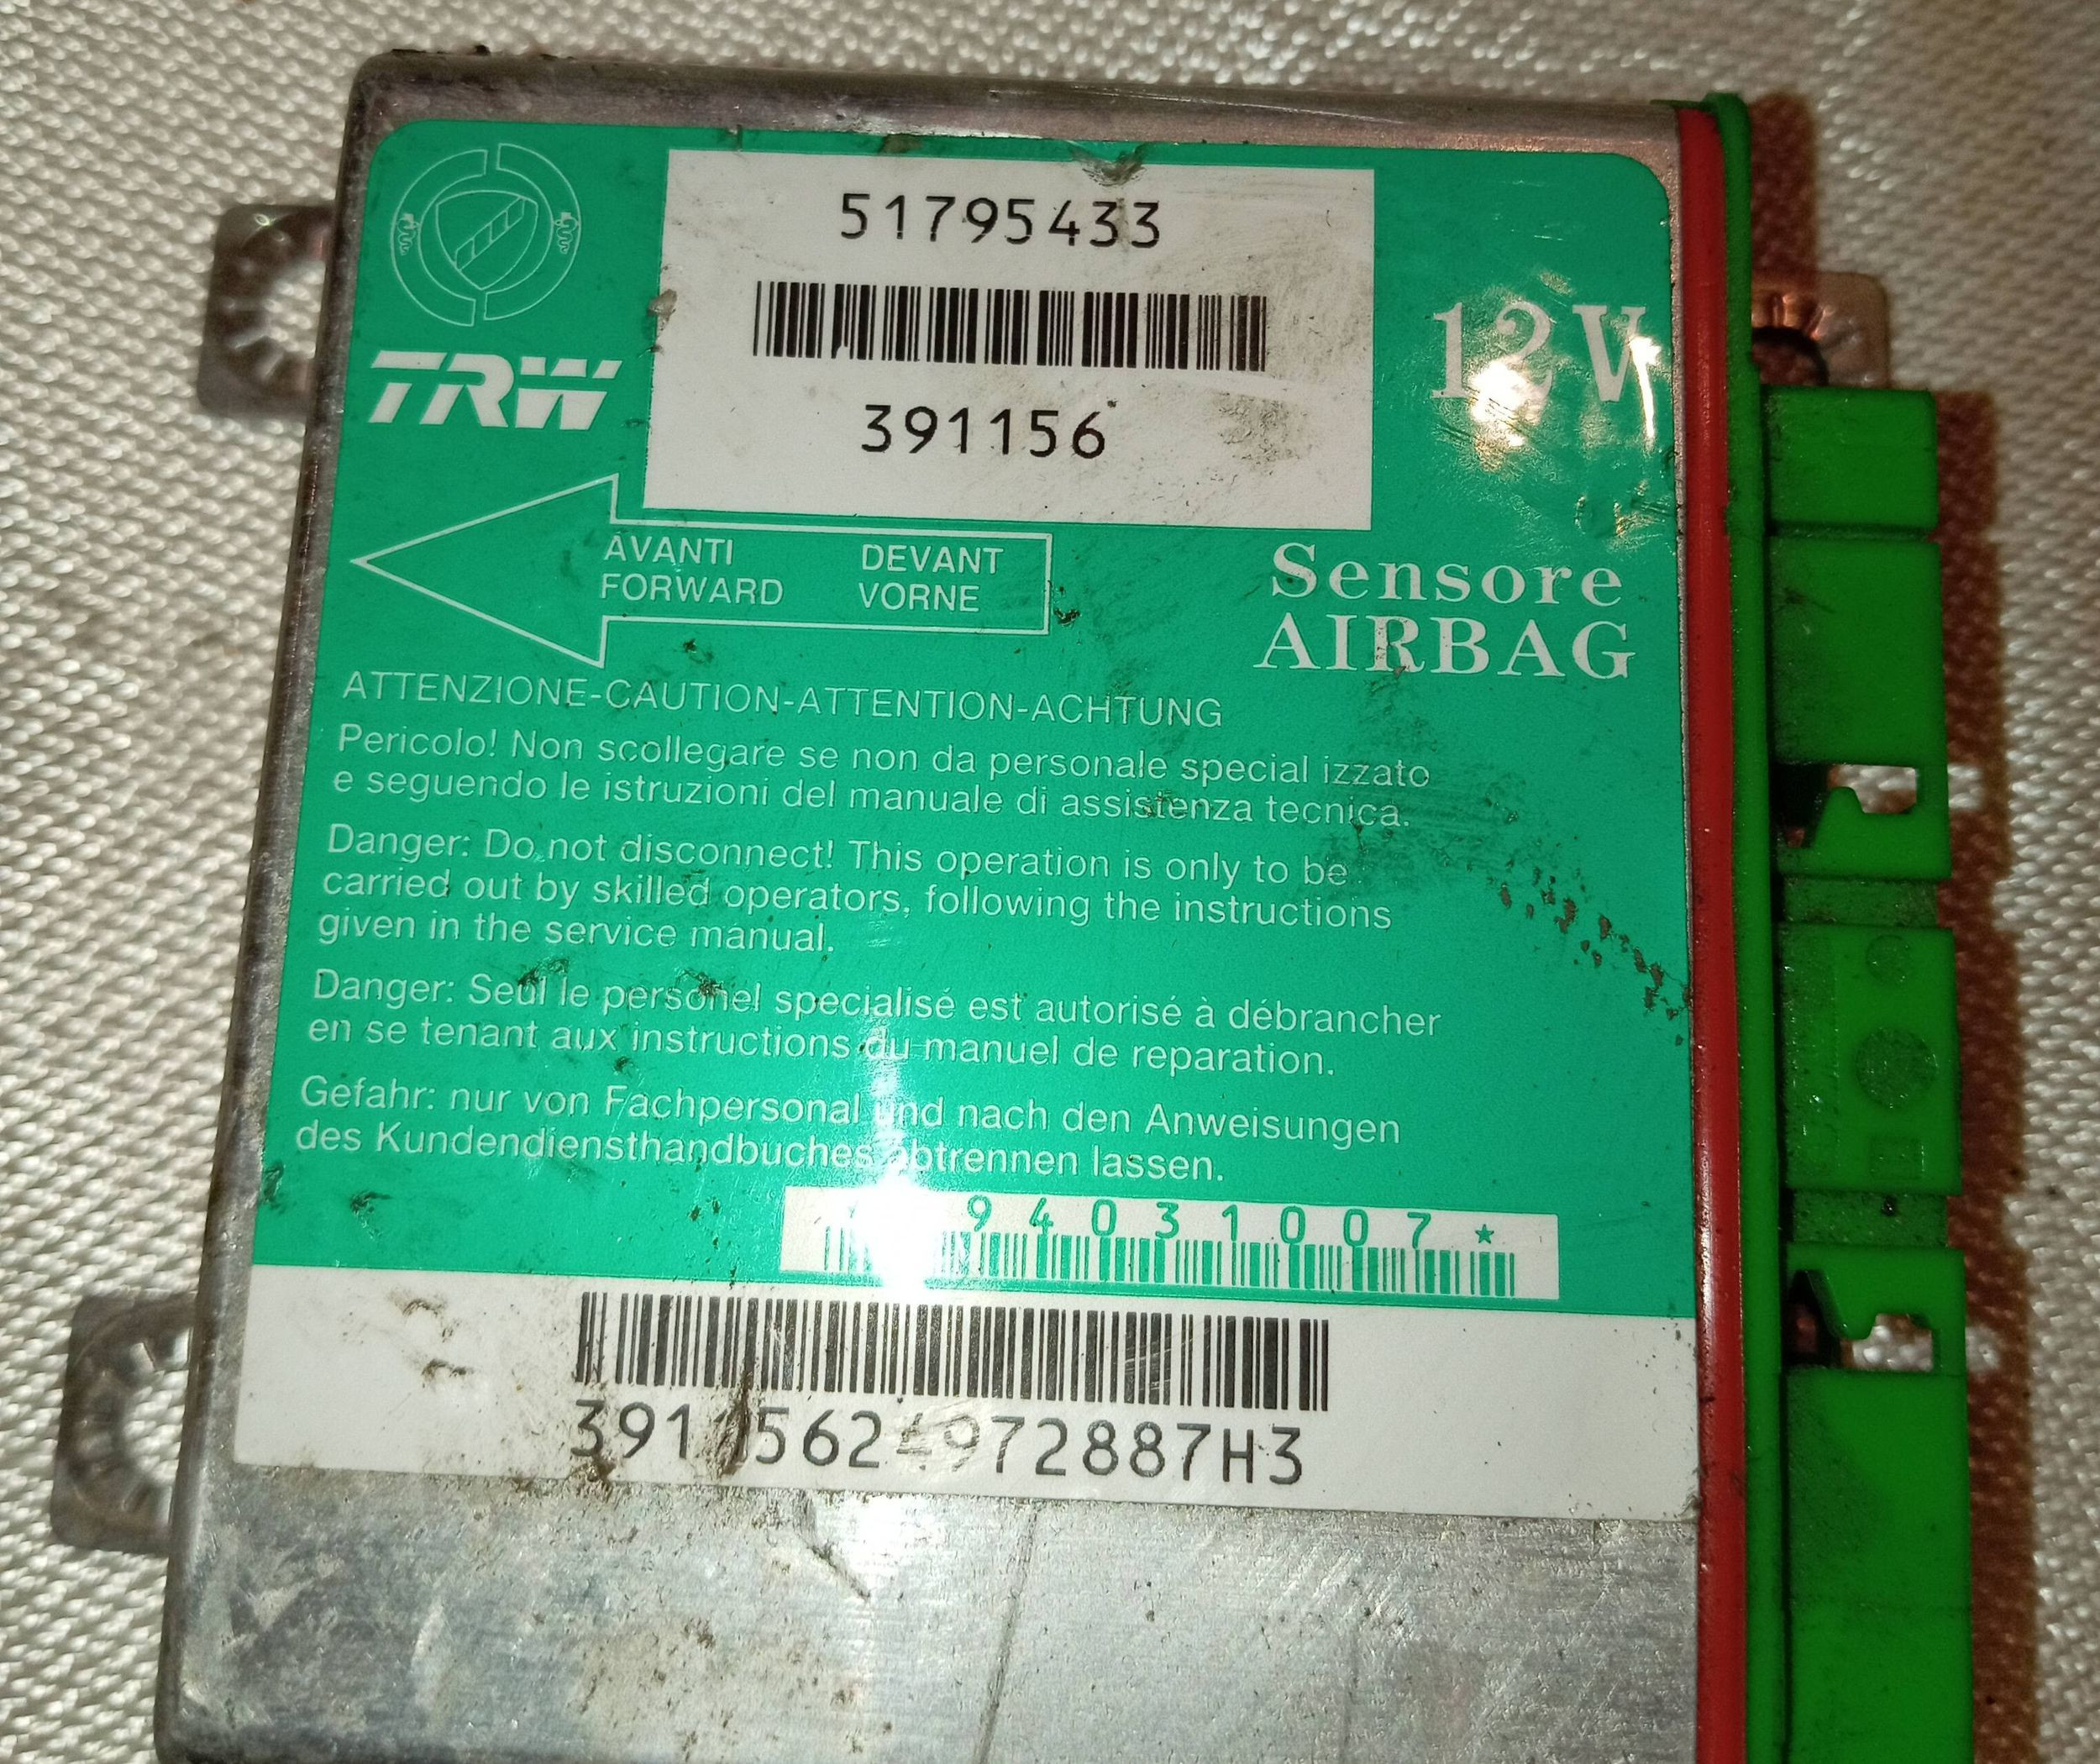 51795433
391156
12V
TRW
AVANTI DEVANT
FORWARD VORNE
Sensore
AIRBAG
ATTENZIONE-CAUTION-ATTENTION-ACHTUNG
Pericolo! Non scollegare se non da personale special izzato
e seguendo le istruzioni del manuale di assistenza tecnica.
Danger: Do not disconnect! This operation is only to be
carried out by skilled operators, following the instructions
given in the service manual.
Danger: Seul le personel specialisé est autorisé à débrancher
en se tenant aux instructions du manuel de reparation.
Gefahr: nur von Fachpersonal und nach den Anweisungen
des Kundendiensthandbuches abtrennen lassen.
94031007*